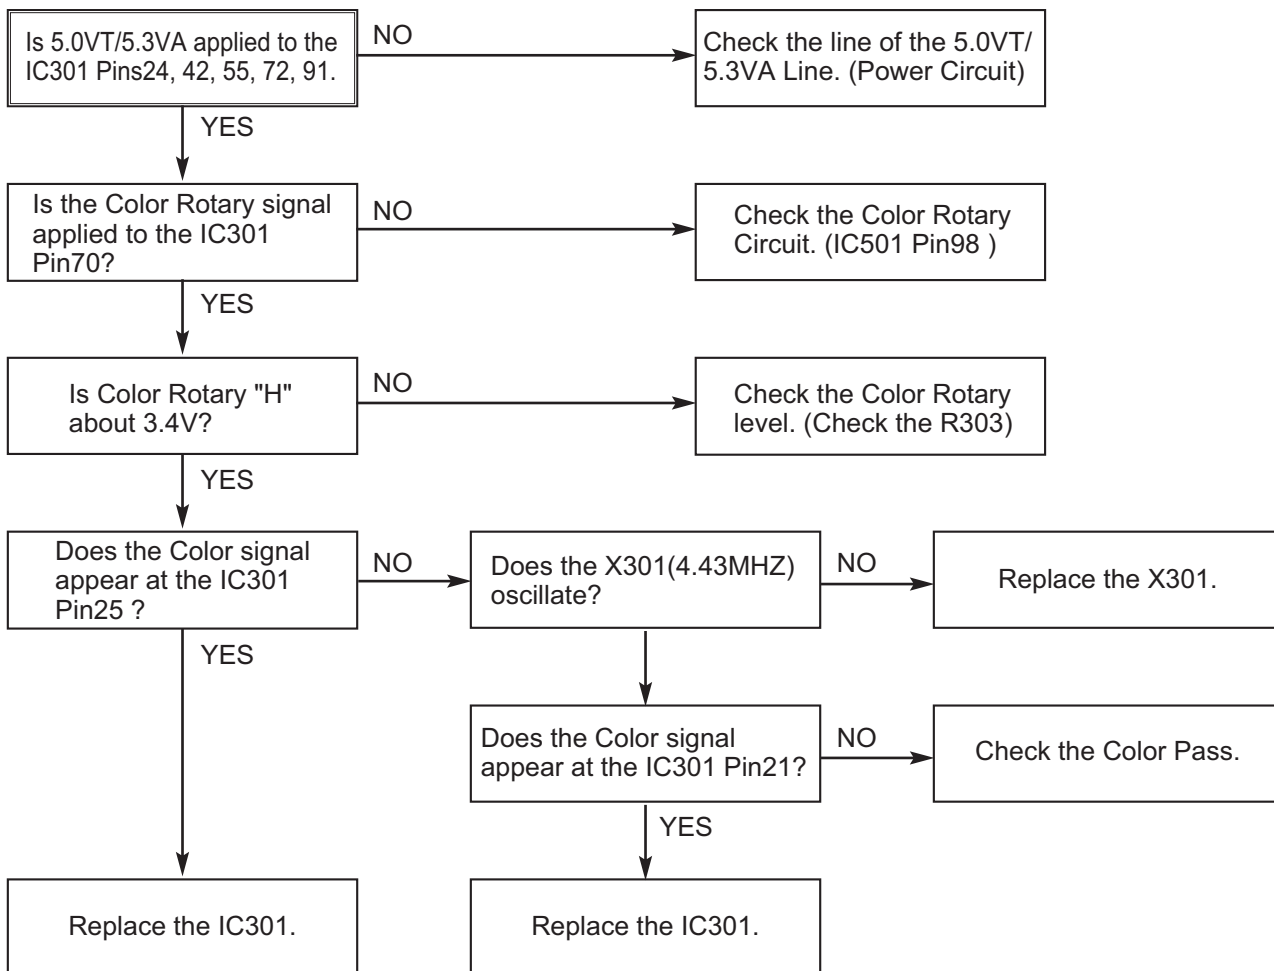 Is 5.0VT/5.3VA applied to the
IC301 Pins24, 42, 55, 72, 91.
NO
Check the line of the 5.0VT/
5.3VA Line. (Power Circuit)
YES
Is the Color Rotary signal
applied to the IC301
Pin70?
NO
Check the Color Rotary
Circuit. (IC501 Pin98 )
YES
Is Color Rotary "H"
about 3.4V?
NO
Check the Color Rotary
level. (Check the R303)
YES
Does the Color signal
appear at the IC301
Pin25 ?
NO
Does the X301(4.43MHZ)
oscillate?
NO
Replace the X301.
YES
Does the Color signal
appear at the IC301 Pin21?
NO
Check the Color Pass.
YES
Replace the IC301.
Replace the IC301.